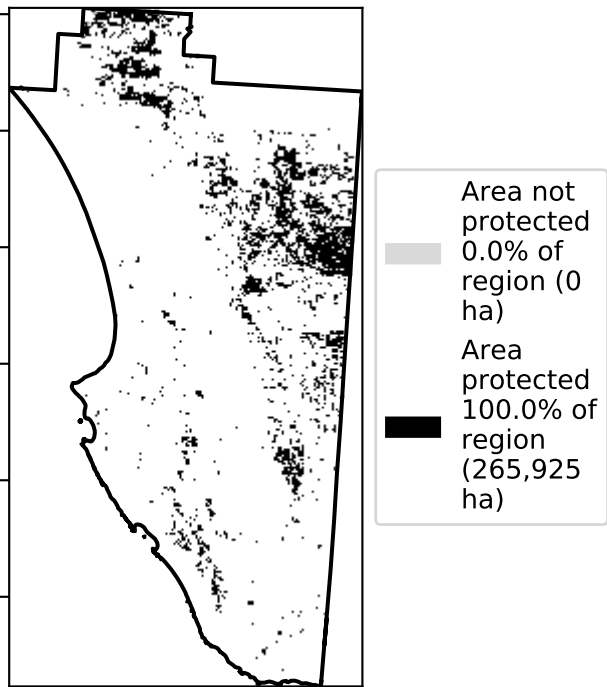 Area not
protected
0.0% of
region (0
ha)
Area
protected
100.0% of
region
(265,925
ha)